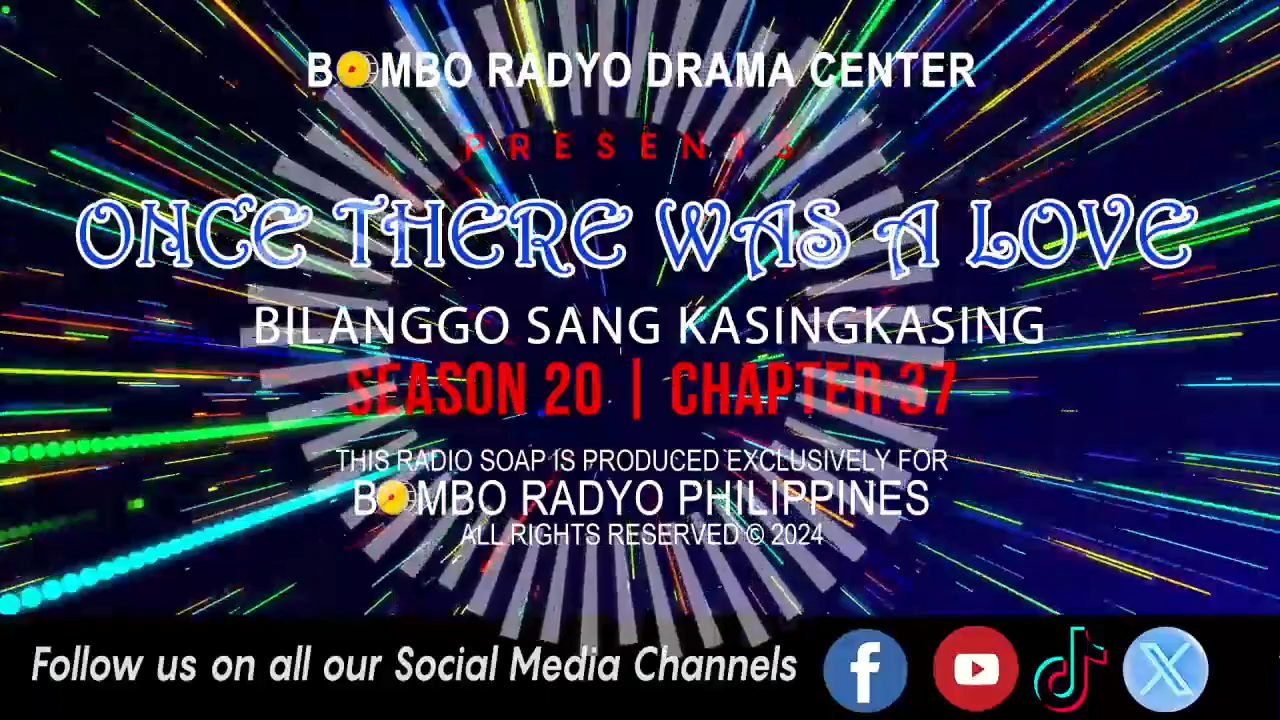 BOMBO RADYO DRAMA CENTER
PRESENTS
ONCE THERE WAS A LOVE
BILANGGO SANG KASINGKASING
SEASON 20 | CHAPTER 37
THIS RADIO SOAP IS PRODUCED EXCLUSIVELY FOR
BOMBO RADYO PHILIPPINES
ALL RIGHTS RESERVED © 2024
Follow us on all our Social Media Channels